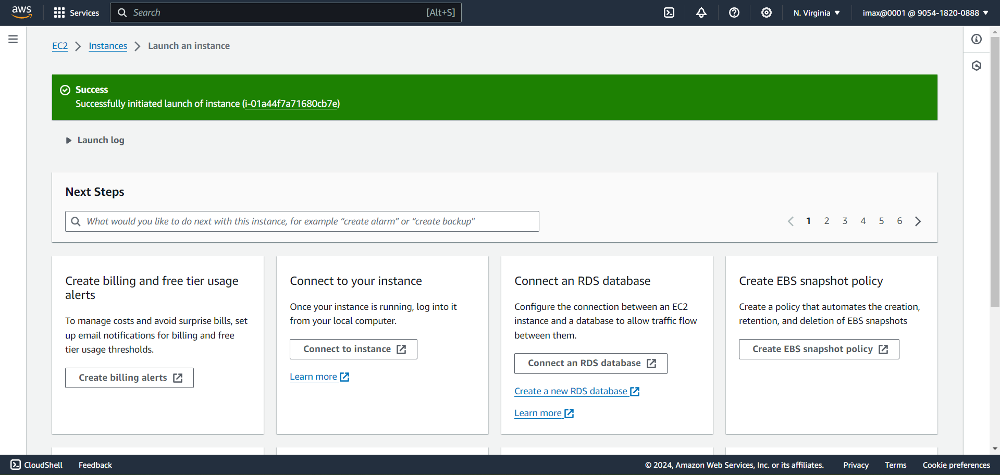 aws
Services
Search
[Alt+S]
N. Virginia
imax@0001 @ 9054-1820-0888
EC2
Instances
Launch an instance
Success
Successfully initiated launch of instance (i-01a44f7a71680cb7e)
Launch log
Next Steps
What would you like to do next with this instance, for example “create alarm” or “create backup”
1 2 3 4 5 6
Create billing and free tier usage
alerts
To manage costs and avoid surprise bills, set
up email notifications for billing and free
tier usage thresholds.
Create billing alerts
Connect to your instance
Once your instance is running, log into it
from your local computer.
Connect to instance
Learn more
Connect an RDS database
Configure the connection between an EC2
instance and a database to allow traffic flow
between them.
Connect an RDS database
Create a new RDS database
Learn more
Create EBS snapshot policy
Create a policy that automates the creation,
retention, and deletion of EBS snapshots
Create EBS snapshot policy
CloudShell
Feedback
© 2024, Amazon Web Services, Inc. or its affiliates.
Privacy
Terms
Cookie preferences